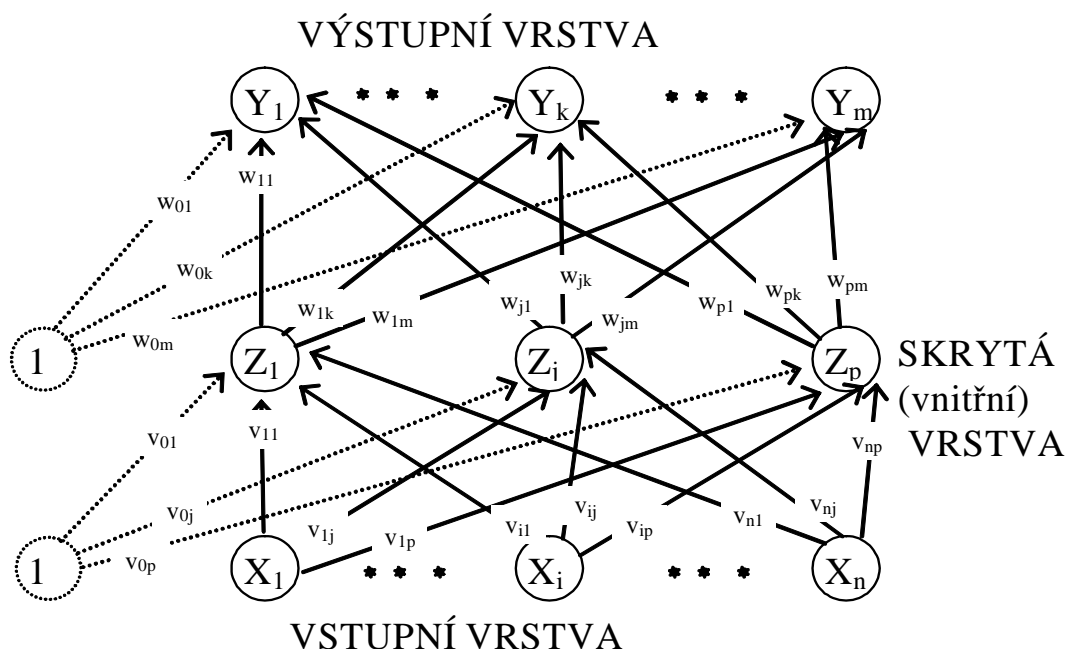 VÝSTUPNÍ VRSTVA
Y1 * * * Yk * * * Ym
w11
w01
w0k
wjk
wpm
w1k w1m wj1 wjm wp1 wpk
w0m
1 Z1 Zj Zp SKRYTÁ
(vnitřní)
VRSTVA
v01 v11 vnp
v0j v1j v1p vi1 vij vip vn1 vnj
v0p
1 X1 * * * Xi * * * Xn
VSTUPNÍ VRSTVA